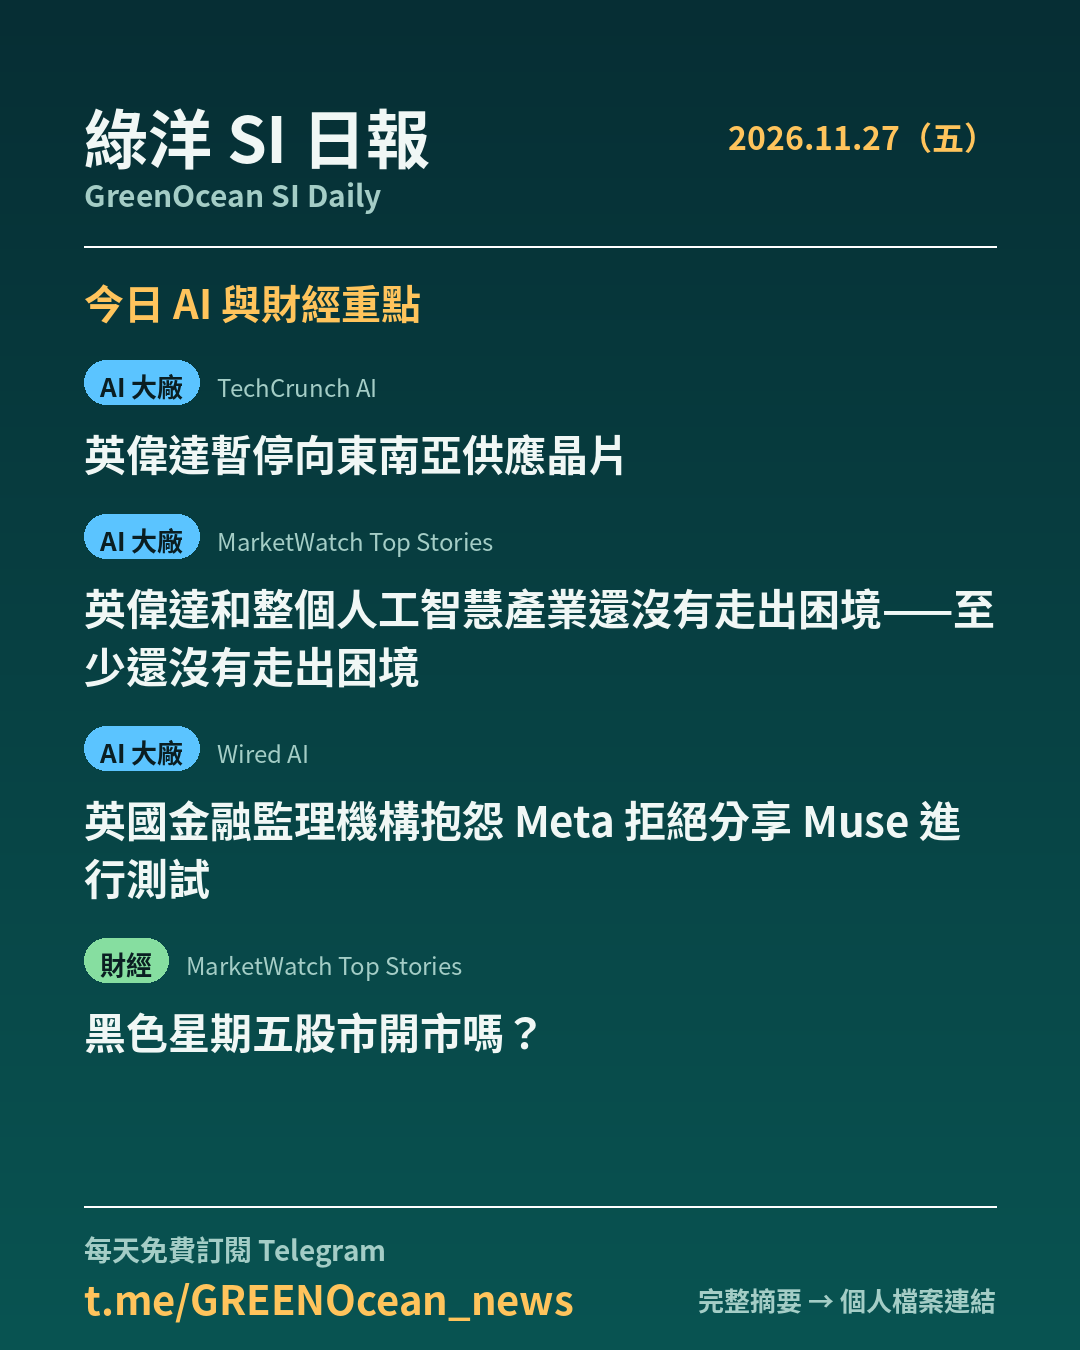 綠洋 SI 日報
2026.11.27（五）
GreenOcean SI Daily
今日 AI 與財經重點
AI 大廠 TechCrunch AI
英偉達暫停向東南亞供應晶片
AI 大廠 MarketWatch Top Stories
英偉達和整個人工智慧產業還沒有走出困境——至
少還沒有走出困境
AI 大廠 Wired AI
英國金融監理機構抱怨 Meta 拒絕分享 Muse 進
行測試
財經 MarketWatch Top Stories
黑色星期五股市開市嗎？
每天免費訂閱 Telegram
t.me/GREENOcean_news
完整摘要 → 個人檔案連結